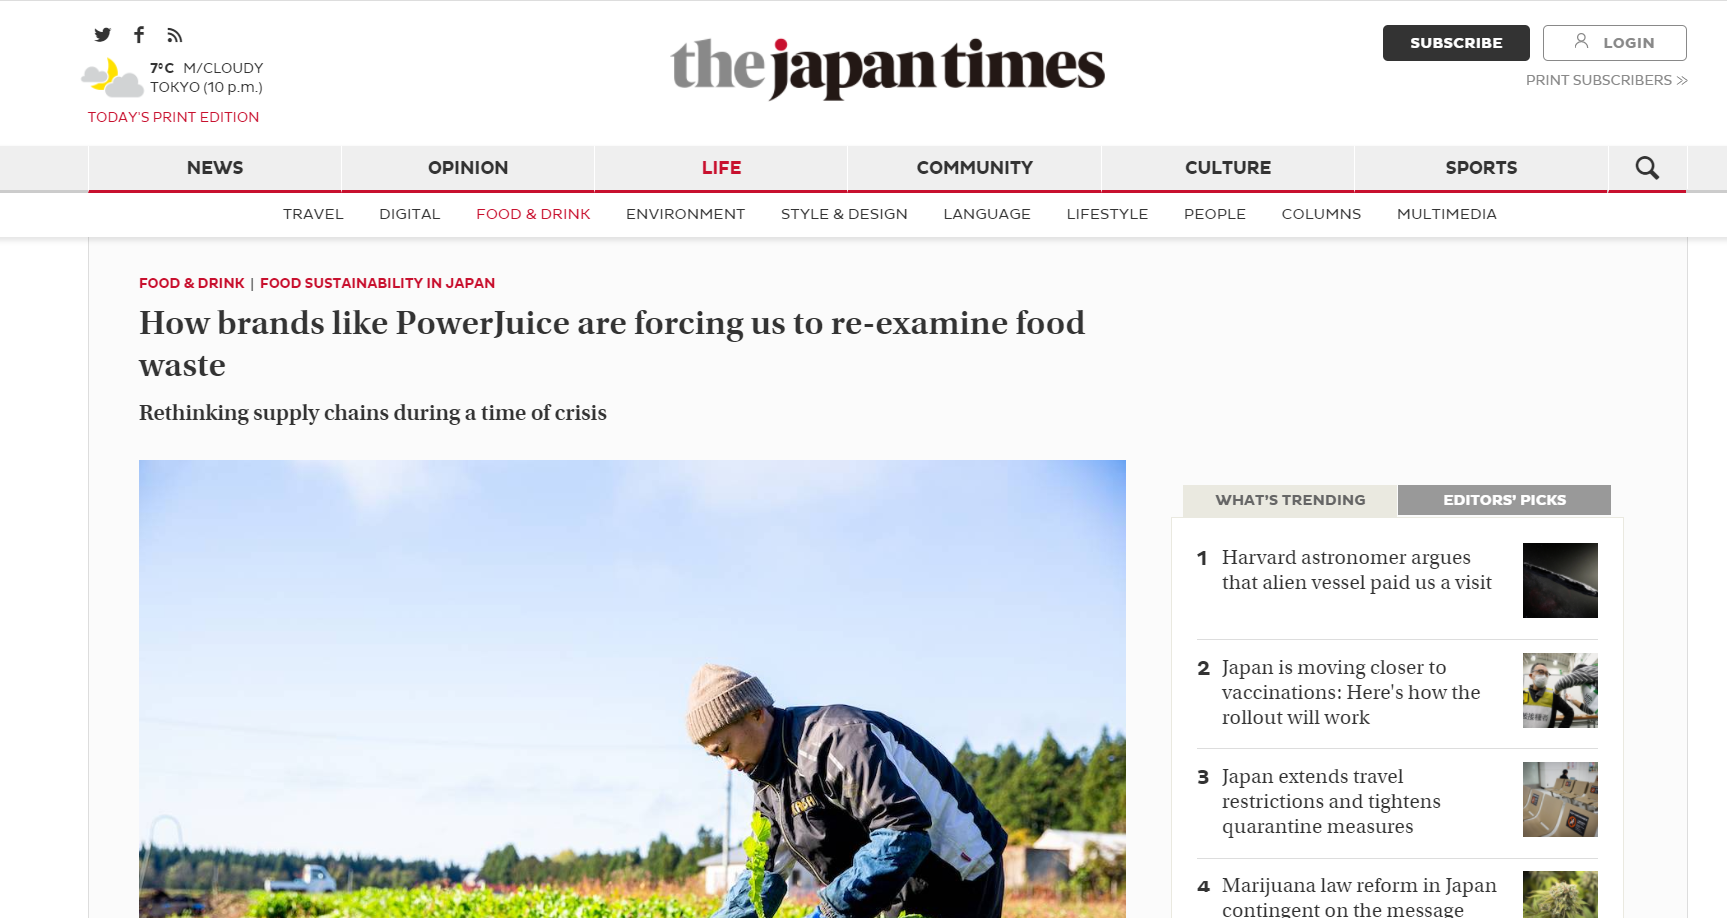 the japan times
SUBSCRIBE
LOGIN
PRINT SUBSCRIBERS
7°C M/CLOUDY
TOKYO (10 p.m.)
TODAY'S PRINT EDITION
NEWS OPINION LIFE COMMUNITY CULTURE SPORTS
TRAVEL DIGITAL FOOD & DRINK ENVIRONMENT STYLE & DESIGN LANGUAGE LIFESTYLE PEOPLE COLUMNS MULTIMEDIA
FOOD & DRINK | FOOD SUSTAINABILITY IN JAPAN
How brands like PowerJuice are forcing us to re-examine food
waste
Rethinking supply chains during a time of crisis
WHAT'S TRENDING
EDITORS' PICKS
1 Harvard astronomer argues
that alien vessel paid us a visit
2 Japan is moving closer to
vaccinations: Here's how the
rollout will work
3 Japan extends travel
restrictions and tightens
quarantine measures
4 Marijuana law reform in Japan
contingent on the message